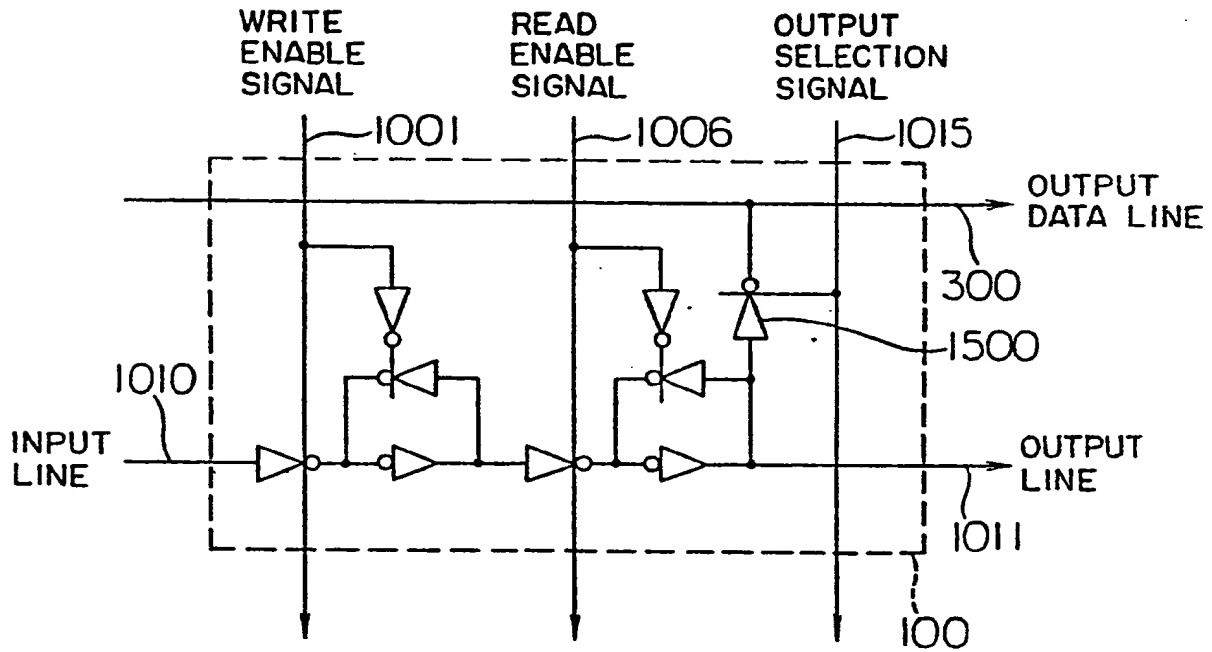 WRITE
ENABLE
SIGNAL
READ
ENABLE
SIGNAL
OUTPUT
SELECTION
SIGNAL
1001
1006
1015
OUTPUT
DATA LINE
300
1500
1010
INPUT
LINE
OUTPUT
LINE
1011
100